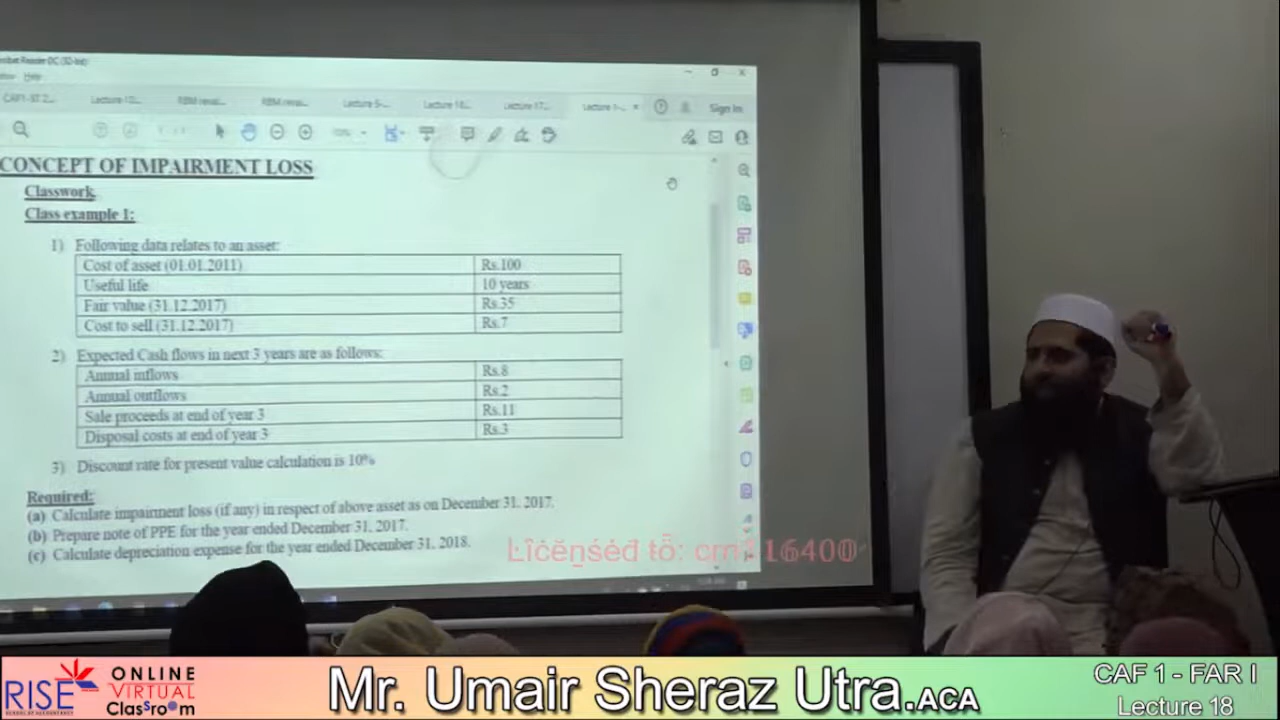 Sign In
CONCEPT OF IMPAIRMENT LOSS
Classwork
Class example 1:
1) Following data relates to an asset:
Cost of asset (01.01.2011) Rs.100
Useful life 10 years
Fair value (31.12.2017) Rs.35
Cost to sell (31.12.2017) Rs.7
2) Expected Cash flows in next 3 years are as follows:
Annual inflows Rs.8
Annual outflows Rs.2
Sale proceeds at end of year 3 Rs.11
Disposal costs at end of year 3 Rs.3
3) Discount rate for present value calculation is 10%
Required:
(a) Calculate impairment loss (if any) in respect of above asset as on December 31, 2017.
(b) Prepare note of PPE for the year ended December 31, 2017.
(c) Calculate depreciation expense for the year ended December 31, 2018.
RISE
ONLINE
VIRTUAL
Classroom
Mr. Umair Sheraz Utra.ACA
CAF 1 - FAR I
Lecture 18